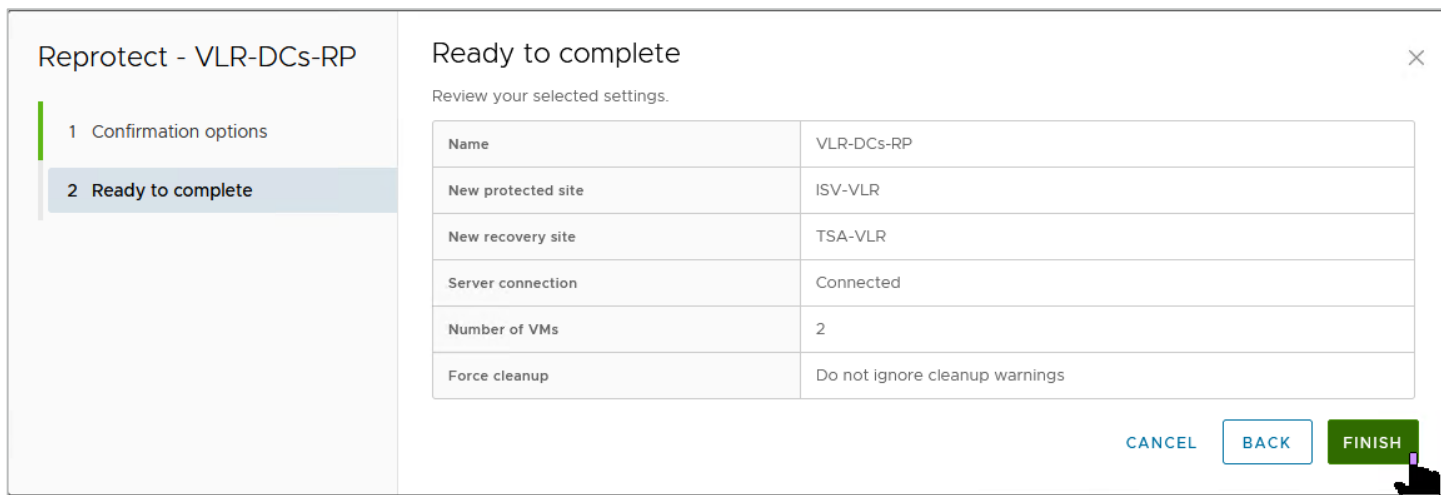 Reprotect - VLR-DCs-RP
1 Confirmation options
2 Ready to complete
Ready to complete
Review your selected settings.
Name VLR-DCs-RP
New protected site ISV-VLR
New recovery site TSA-VLR
Server connection Connected
Number of VMs 2
Force cleanup Do not ignore cleanup warnings
CANCEL BACK FINISH